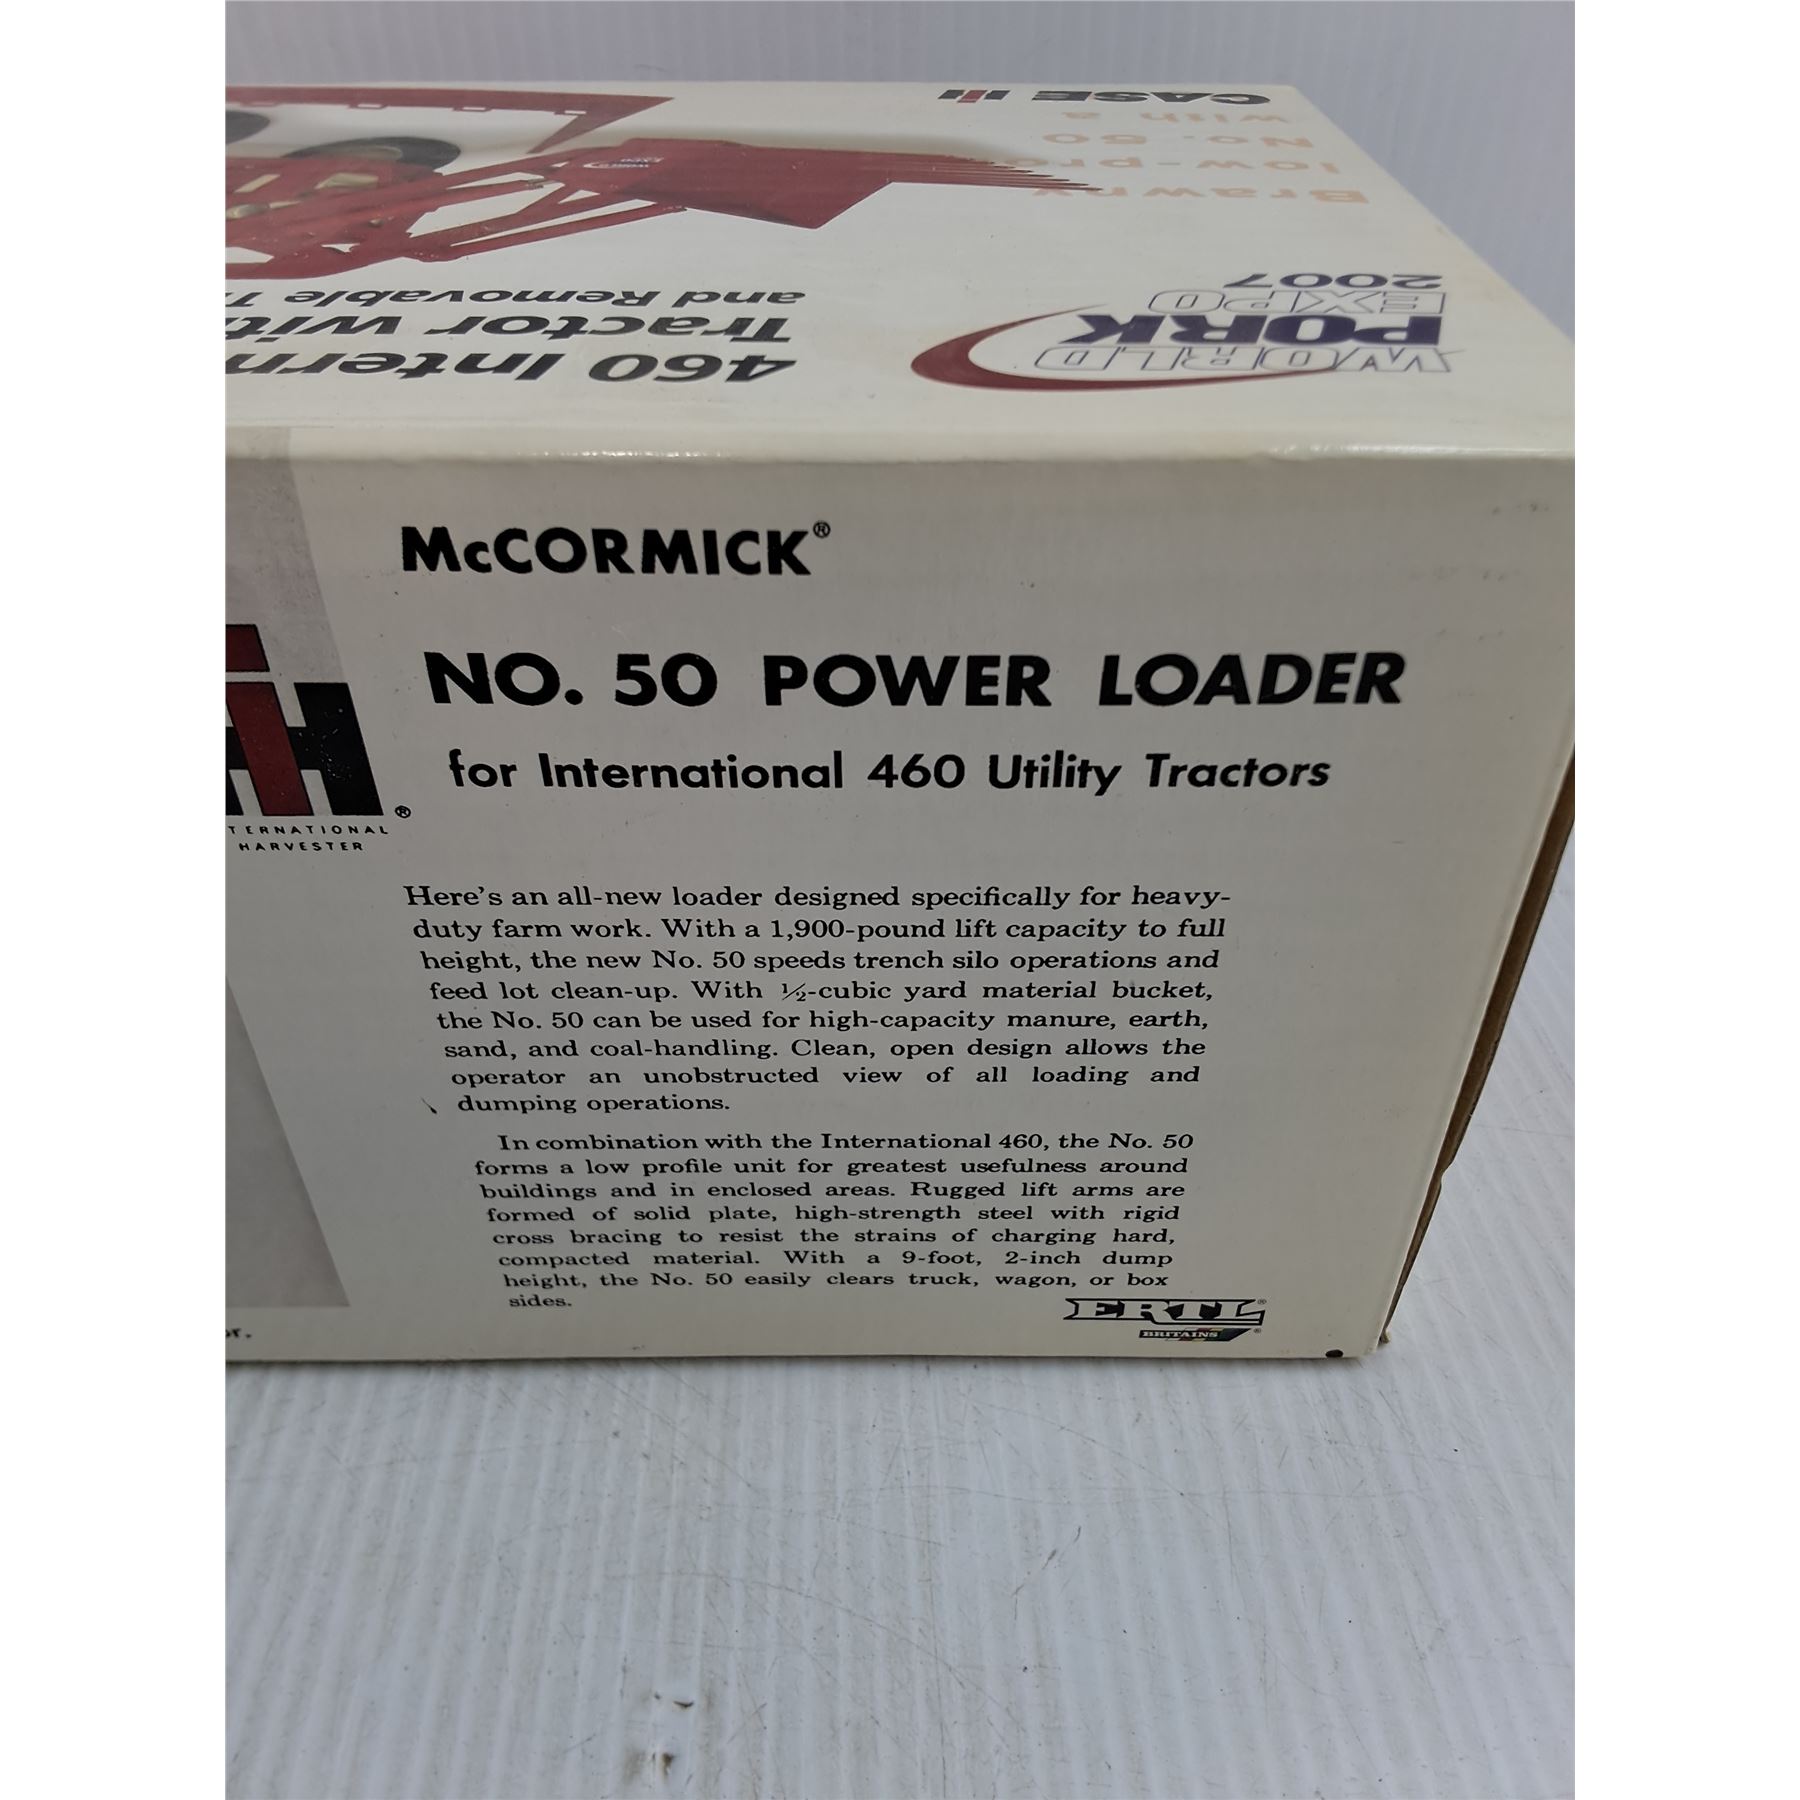 CASE IH
Brawny
low-pro
No. 50
with a
WORLD
PORK
EXPO
2007
WORLD
EXPO
460 Intern
Tractor with
and Removable T
McCORMICK®
NO. 50 POWER LOADER
for International 460 Utility Tractors
IH®
TERNATIONAL
HARVESTER
Here's an all-new loader designed specifically for heavy-
duty farm work. With a 1,900-pound lift capacity to full
height, the new No. 50 speeds trench silo operations and
feed lot clean-up. With ½-cubic yard material bucket,
the No. 50 can be used for high-capacity manure, earth,
sand, and coal-handling. Clean, open design allows the
operator an unobstructed view of all loading and
dumping operations.
In combination with the International 460, the No. 50
forms a low profile unit for greatest usefulness around
buildings and in enclosed areas. Rugged lift arms are
formed of solid plate, high-strength steel with rigid
cross bracing to resist the strains of charging hard,
compacted material. With a 9-foot, 2-inch dump
height, the No. 50 easily clears truck, wagon, or box
sides.
or.
ERTL®
BRITAINS®